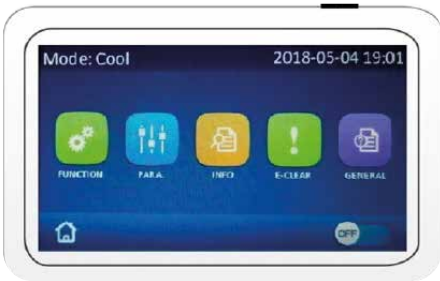 Mode: Cool 2018-05-04 19:01
FUNCTION PARA. INFO E-CLEAR GENERAL
OFF